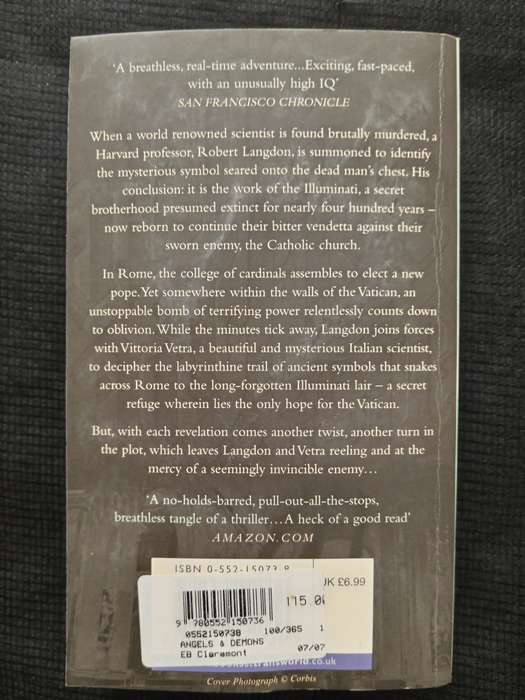 ‘A breathless, real-time adventure...Exciting, fast-paced,
with an unusually high IQ’
SAN FRANCISCO CHRONICLE
When a world renowned scientist is found brutally murdered, a
Harvard professor, Robert Langdon, is summoned to identify
the mysterious symbol seared onto the dead man’s chest. His
conclusion: it is the work of the Illuminati, a secret
brotherhood presumed extinct for nearly four hundred years –
now reborn to continue their bitter vendetta against their
sworn enemy, the Catholic church.
In Rome, the college of cardinals assembles to elect a new
pope. Yet somewhere within the walls of the Vatican, an
unstoppable bomb of terrifying power relentlessly counts down
to oblivion. While the minutes tick away, Langdon joins forces
with Vittoria Vetra, a beautiful and mysterious Italian scientist,
to decipher the labyrinthine trail of ancient symbols that snakes
across Rome to the long-forgotten Illuminati lair – a secret
refuge wherein lies the only hope for the Vatican.
But, with each revelation comes another twist, another turn in
the plot, which leaves Langdon and Vetra reeling and at the
mercy of a seemingly invincible enemy…
‘A no-holds-barred, pull-out-all-the-stops,
breathless tangle of a thriller…A heck of a good read’
AMAZON.COM
ISBN 0-552-15073 8
UK £6.99
9 780552 150736
0552150738 100/365 1
ANGELS & DEMONS
EB Claremont 07/07
Cover Photograph © Corbis